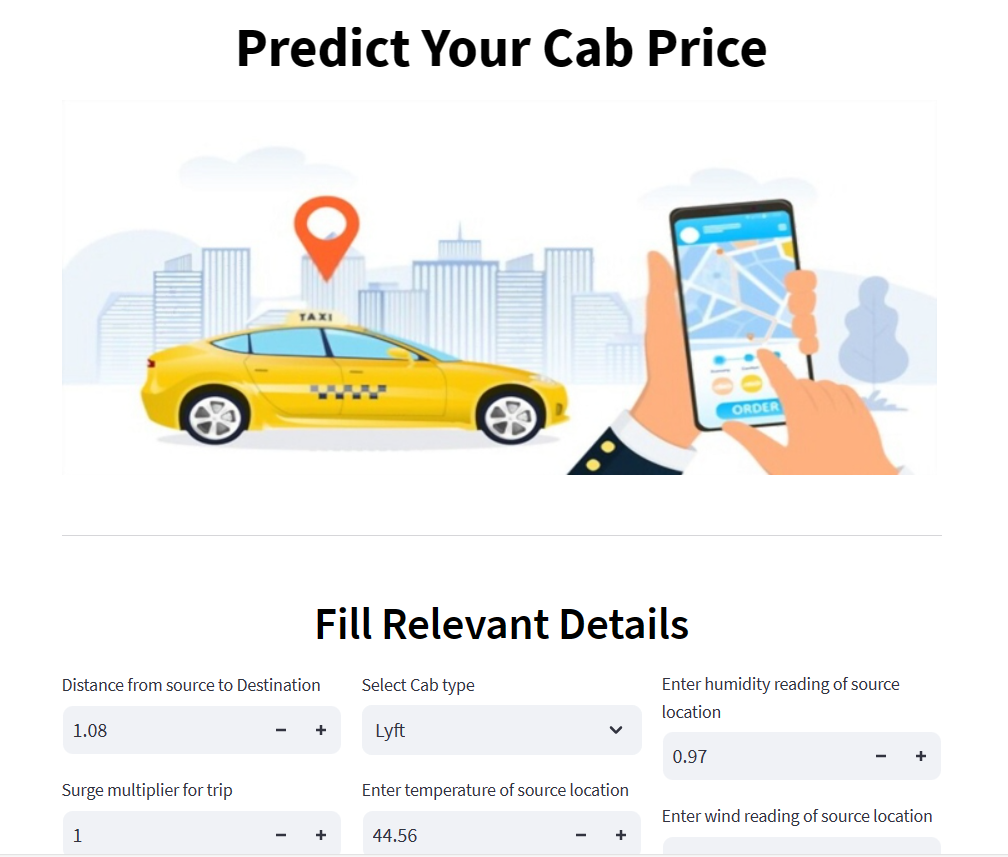 Predict Your Cab Price
TAXI
ORDER
Fill Relevant Details
Distance from source to Destination
1.08
Surge multiplier for trip
1
Select Cab type
Lyft
Enter temperature of source location
44.56
Enter humidity reading of source
location
0.97
Enter wind reading of source location